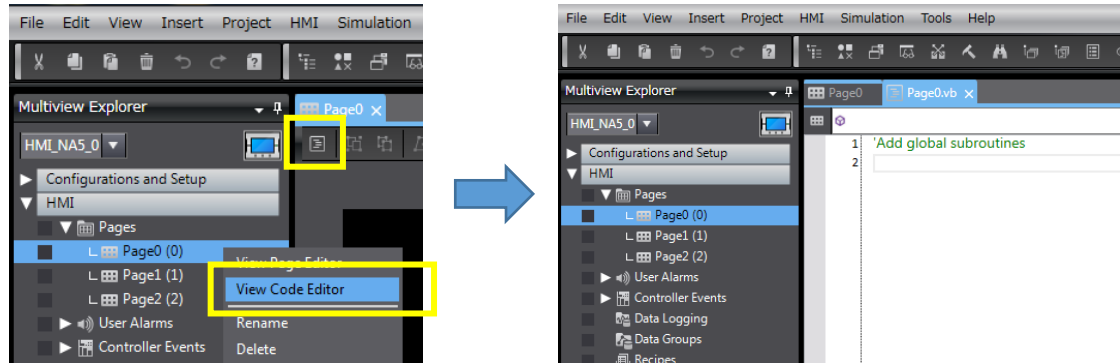 File Edit View Insert Project HMI Simulation
Multiview Explorer
Page0
HMI_NA5_0
Configurations and Setup
HMI
Pages
Page0 (0)
Page1 (1)
Page2 (2)
User Alarms
Controller Events
View Page Editor
View Code Editor
Rename
Delete
File Edit View Insert Project HMI Simulation Tools Help
Multiview Explorer
Page0 Page0.vb
HMI_NA5_0
Configurations and Setup
HMI
Pages
Page0 (0)
Page1 (1)
Page2 (2)
User Alarms
Controller Events
Data Logging
Data Groups
Recipes
1 'Add global subroutines
2